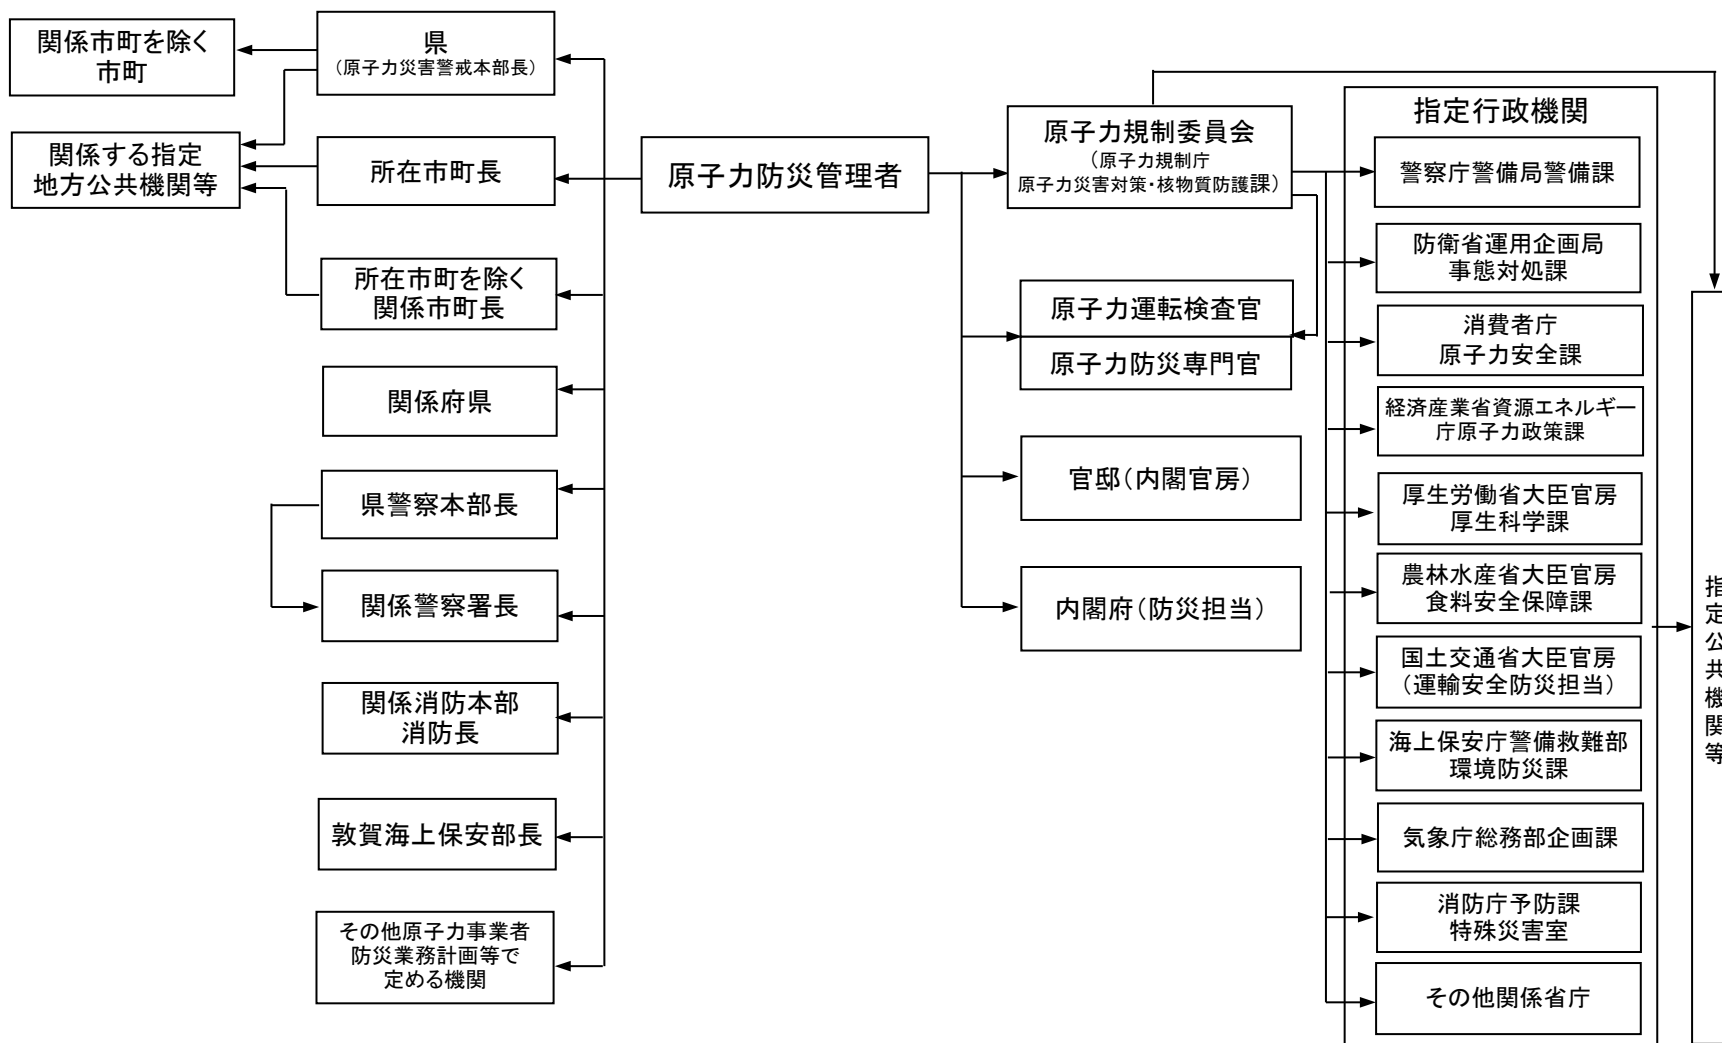 関係市町を除く
市町
県
(原子力災害警戒本部長)
関係する指定
地方公共機関等
所在市町長
所在市町を除く
関係市町長
関係府県
県警察本部長
関係警察署長
関係消防本部
消防長
敦賀海上保安部長
その他原子力事業者
防災業務計画等で
定める機関
原子力防災管理者
原子力規制委員会
(原子力規制庁
原子力災害対策・核物質防護課)
原子力運転検査官
原子力防災専門官
官邸(内閣官房)
内閣府(防災担当)
指定行政機関
警察庁警備局警備課
防衛省運用企画局
事態対処課
消費者庁
原子力安全課
経済産業省資源エネルギー
庁原子力政策課
厚生労働省大臣官房
厚生科学課
農林水産省大臣官房
食料安全保障課
国土交通省大臣官房
(運輸安全防災担当)
海上保安庁警備救難部
環境防災課
気象庁総務部企画課
消防庁予防課
特殊災害室
その他関係省庁
指定公共機関等